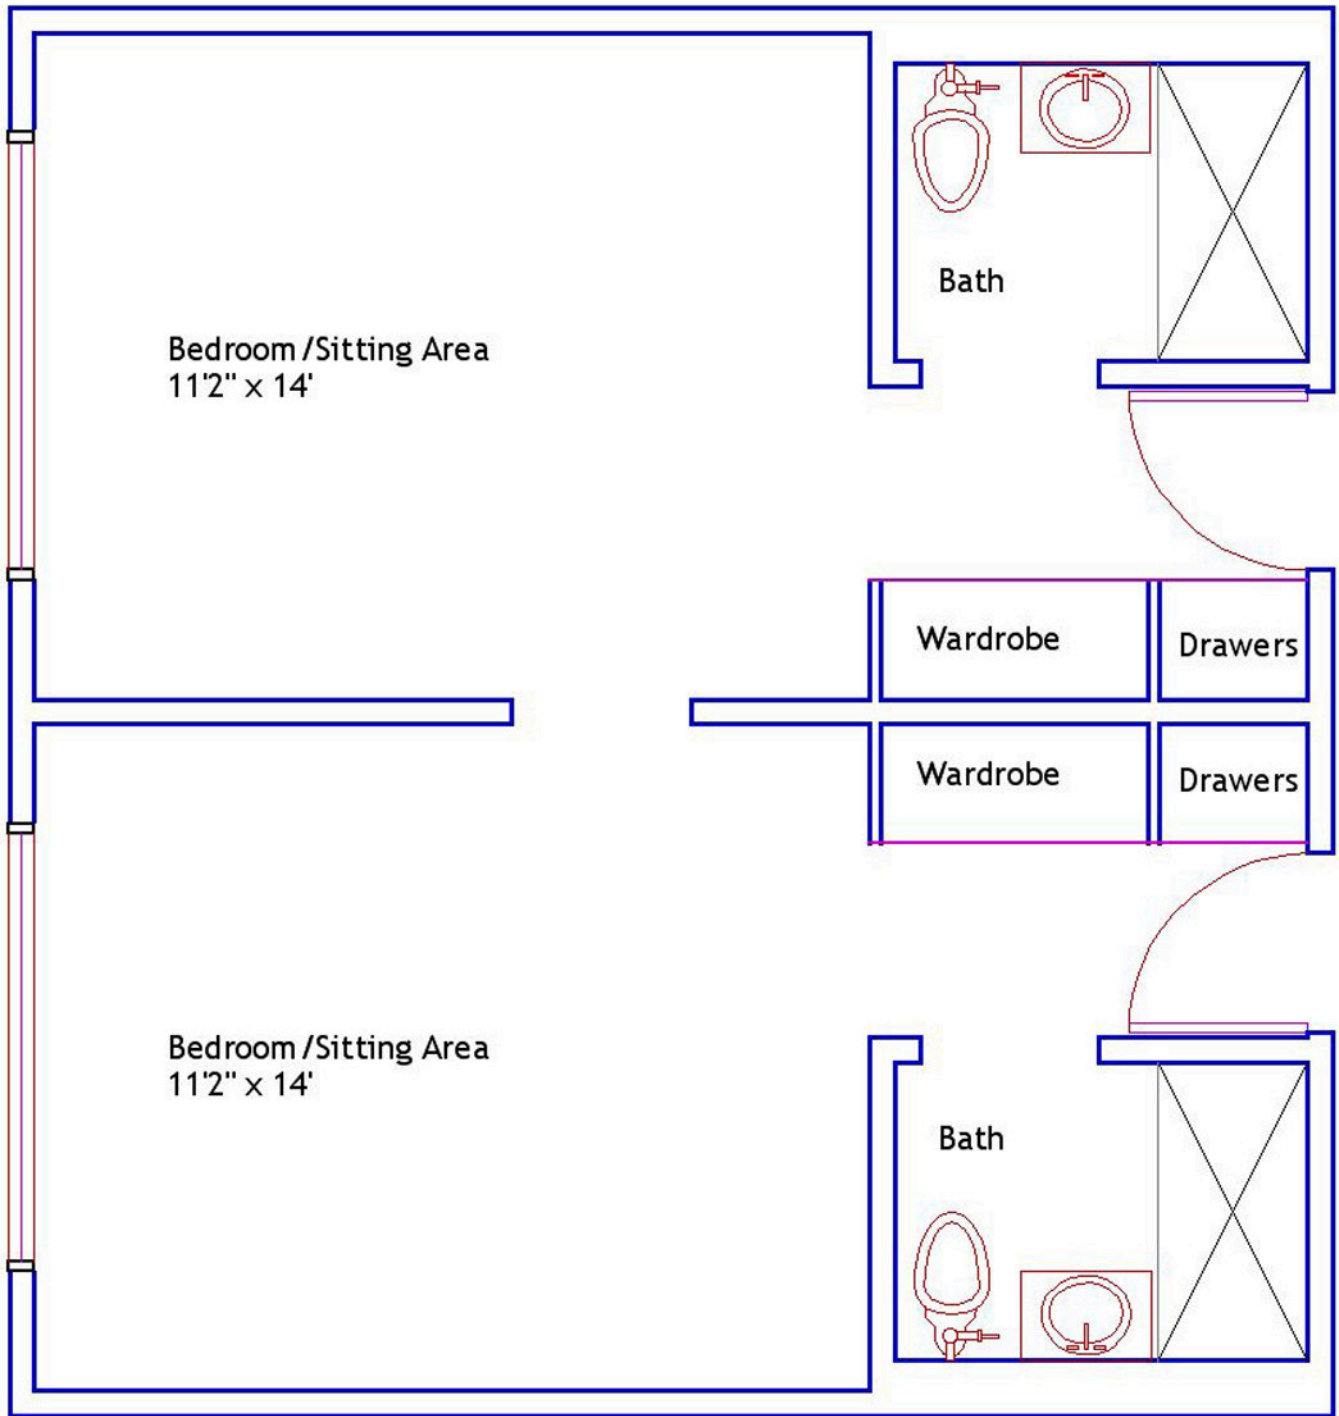 Bath
Bedroom/Sitting Area
11'2" x 14'
Wardrobe
Drawers
Wardrobe
Drawers
Bedroom/Sitting Area
11'2" x 14'
Bath